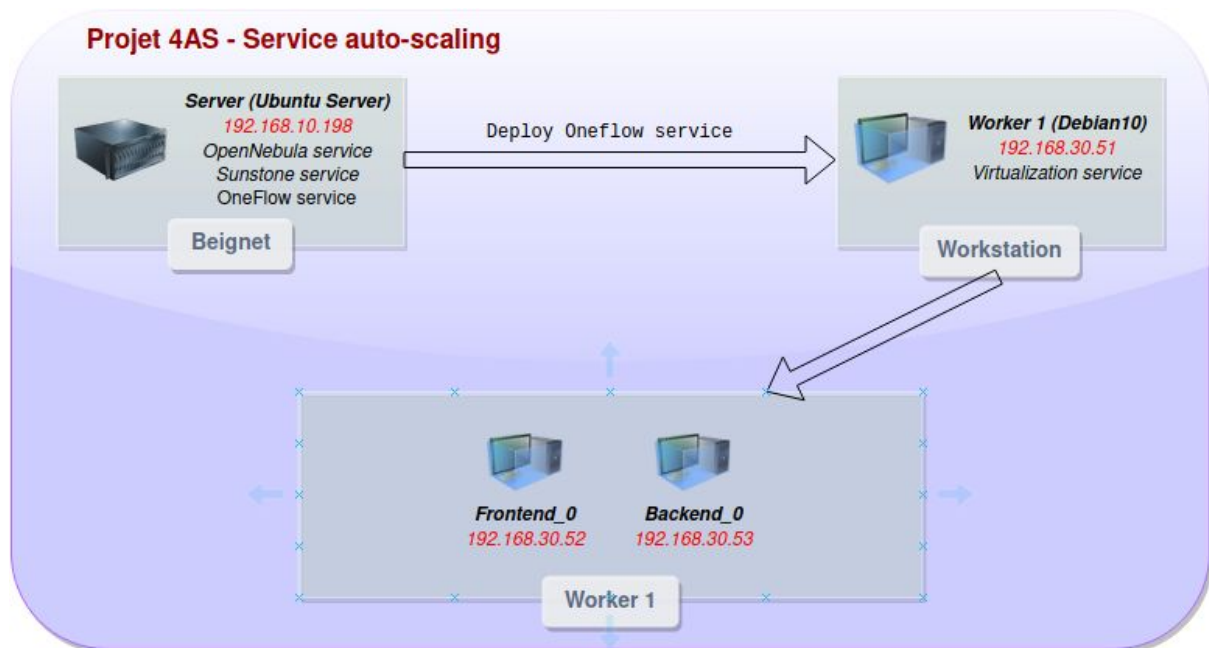 Projet 4AS - Service auto-scaling
Server (Ubuntu Server)
192.168.10.198
OpenNebula service
Sunstone service
OneFlow service
Beignet
Deploy Oneflow service
Worker 1 (Debian10)
192.168.30.51
Virtualization service
Workstation
Frontend_0
192.168.30.52
Backend_0
192.168.30.53
Worker 1